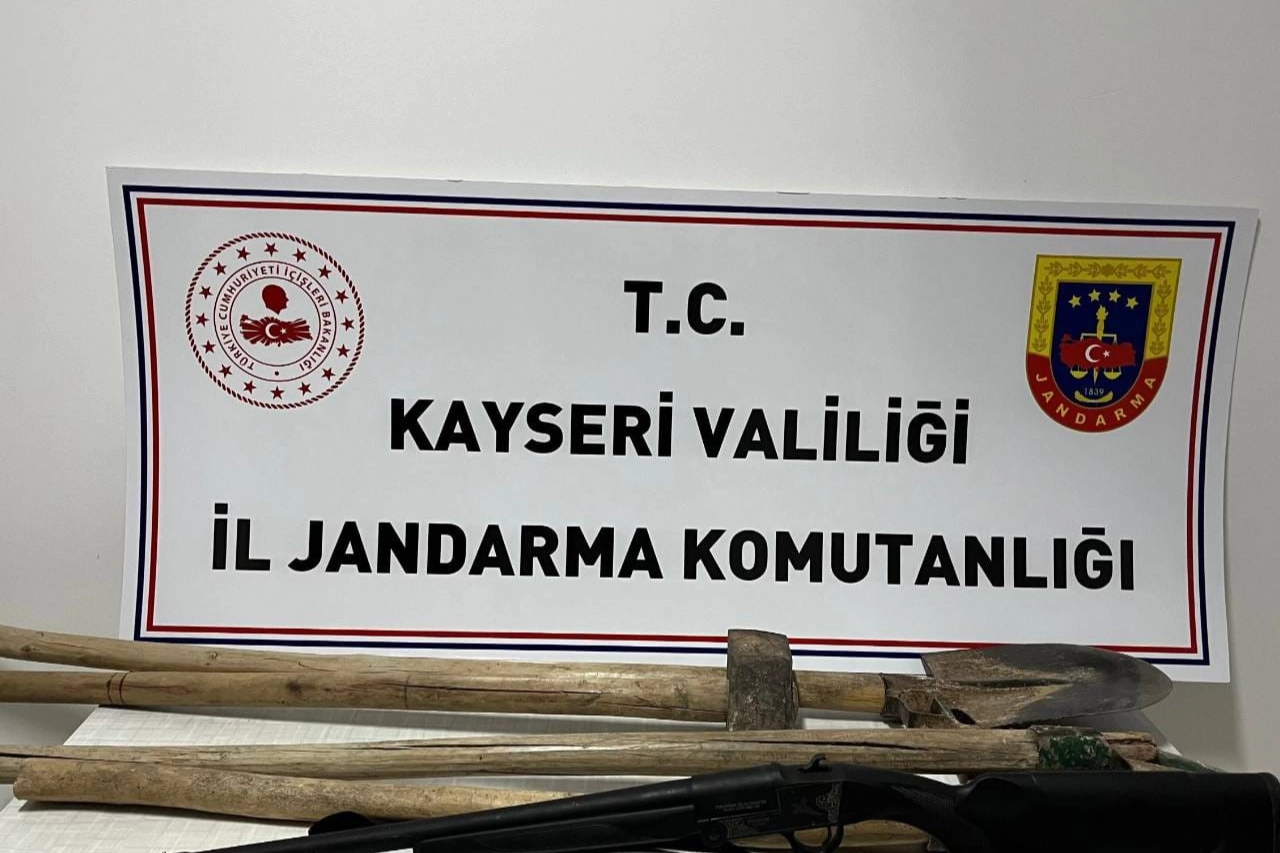 T.C.
KAYSERİ VALİLİĞİ
İL JANDARMA KOMUTANLIĞI
TÜRKİYE CUMHURİYETİ İÇİŞLERİ BAKANLIĞI
1839
JANDARMA